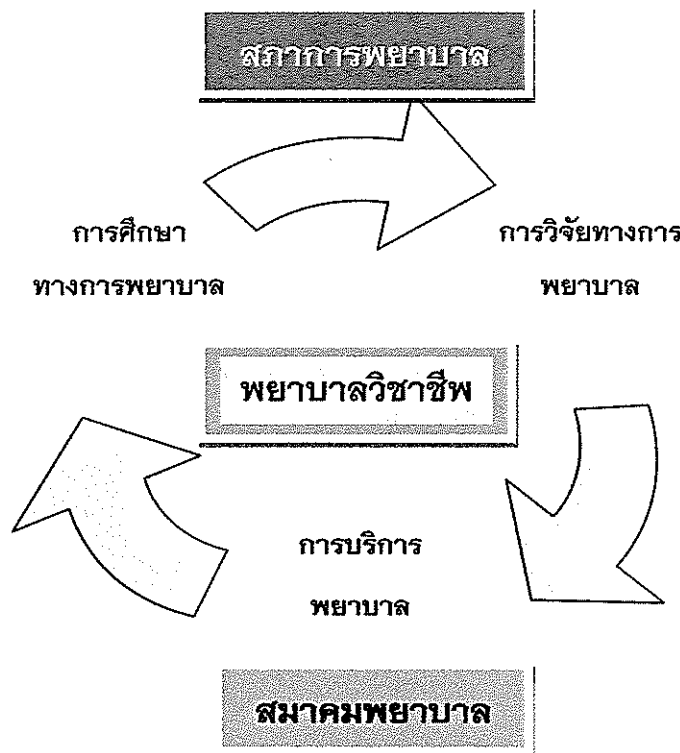 สภาการพยาบาล
การศึกษา
ทางการพยาบาล
การวิจัยทางการ
พยาบาล
พยาบาลวิชาชีพ
การบริการ
พยาบาล
สมาคมพยาบาล